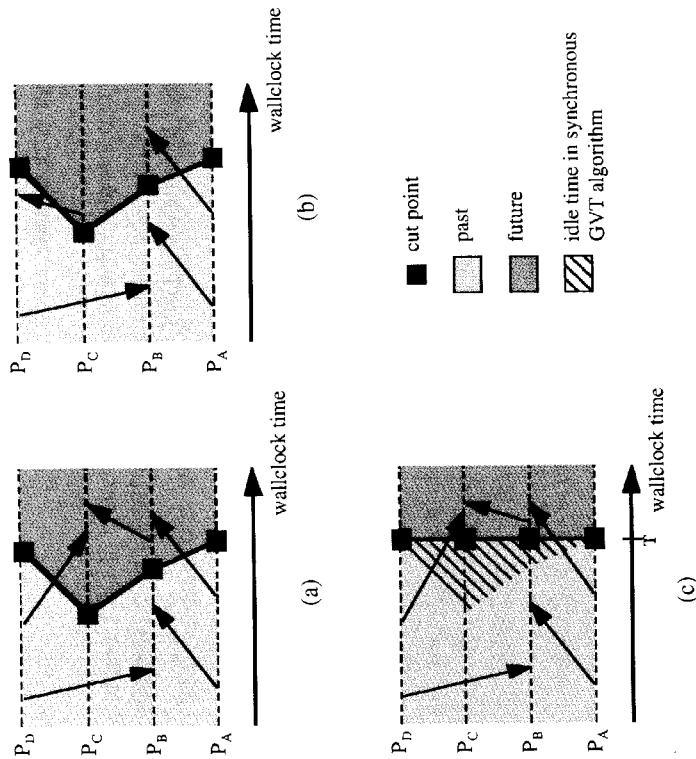 P_D
P_C
P_B
P_A
wallclock time
(a)
P_D
P_C
P_B
P_A
wallclock time
(b)
P_D
P_C
P_B
P_A
T
wallclock time
(c)
cut point
past
future
idle time in synchronous
GVT algorithm